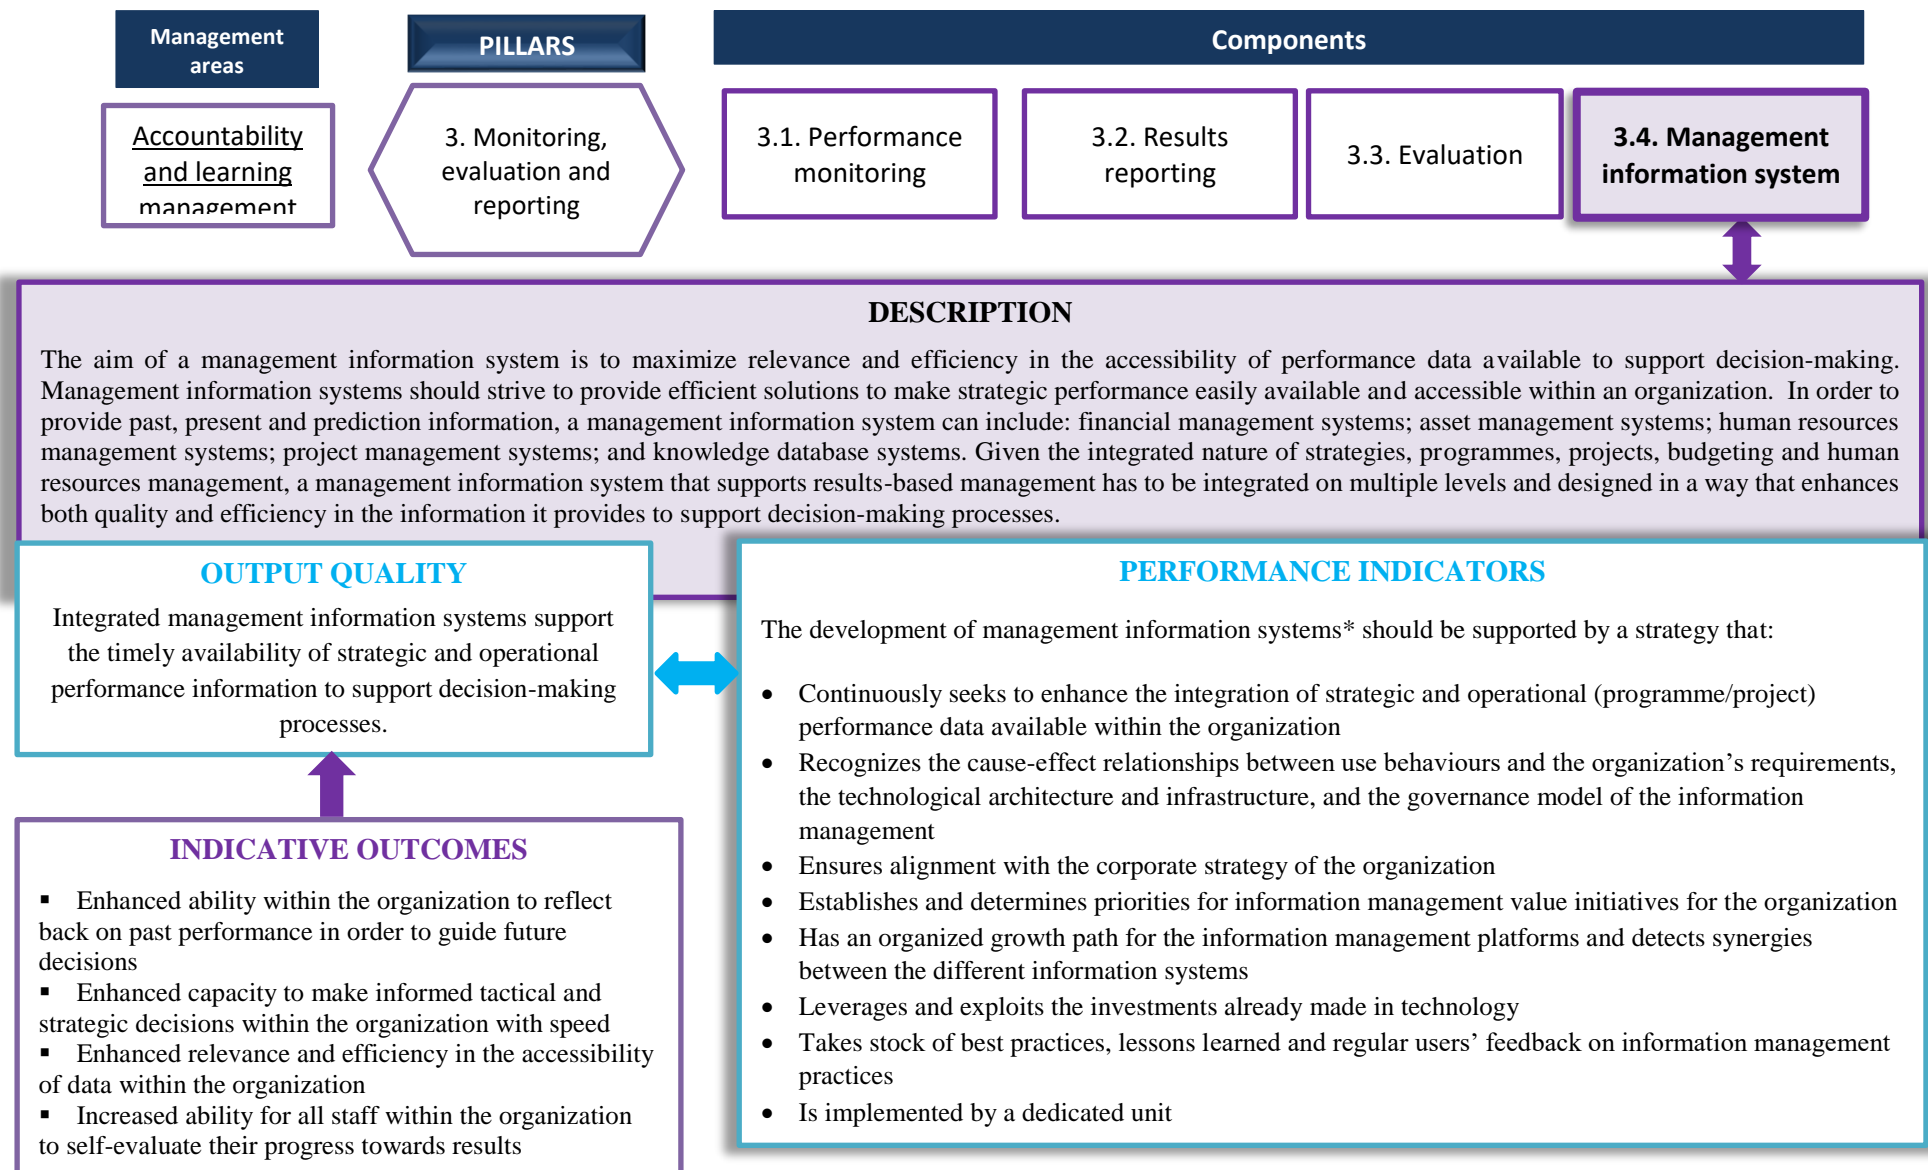 Management
areas
PILLARS
Components
Accountability
and learning
management
3. Monitoring,
evaluation and
reporting
3.1. Performance
monitoring
3.2. Results
reporting
3.3. Evaluation
3.4. Management
information system
DESCRIPTION
The aim of a management information system is to maximize relevance and efficiency in the accessibility of performance data available to support decision-making.
Management information systems should strive to provide efficient solutions to make strategic performance easily available and accessible within an organization. In order to
provide past, present and prediction information, a management information system can include: financial management systems; asset management systems; human resources
management systems; project management systems; and knowledge database systems. Given the integrated nature of strategies, programmes, projects, budgeting and human
resources management, a management information system that supports results-based management has to be integrated on multiple levels and designed in a way that enhances
both quality and efficiency in the information it provides to support decision-making processes.
OUTPUT QUALITY
Integrated management information systems support
the timely availability of strategic and operational
performance information to support decision-making
processes.
INDICATIVE OUTCOMES
▪ Enhanced ability within the organization to reflect
back on past performance in order to guide future
decisions
▪ Enhanced capacity to make informed tactical and
strategic decisions within the organization with speed
▪ Enhanced relevance and efficiency in the accessibility
of data within the organization
▪ Increased ability for all staff within the organization
to self-evaluate their progress towards results
PERFORMANCE INDICATORS
The development of management information systems* should be supported by a strategy that:
• Continuously seeks to enhance the integration of strategic and operational (programme/project)
performance data available within the organization
• Recognizes the cause-effect relationships between use behaviours and the organization’s requirements,
the technological architecture and infrastructure, and the governance model of the information
management
• Ensures alignment with the corporate strategy of the organization
• Establishes and determines priorities for information management value initiatives for the organization
• Has an organized growth path for the information management platforms and detects synergies
between the different information systems
• Leverages and exploits the investments already made in technology
• Takes stock of best practices, lessons learned and regular users’ feedback on information management
practices
• Is implemented by a dedicated unit